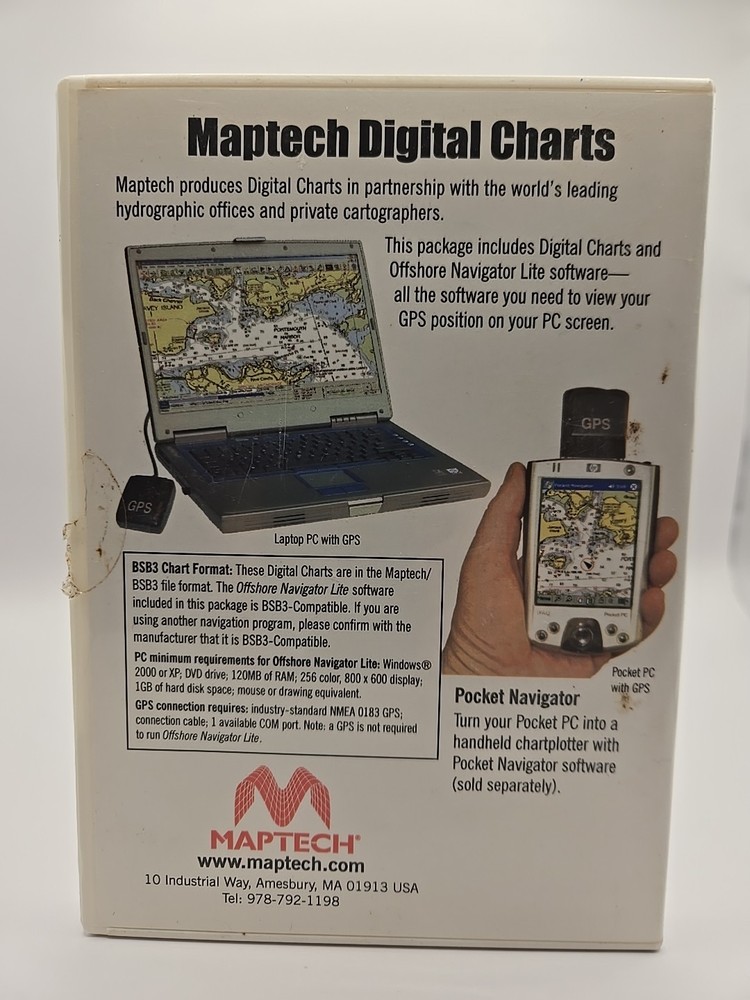 Maptech Digital Charts
Maptech produces Digital Charts in partnership with the world's leading
hydrographic offices and private cartographers.
This package includes Digital Charts and
Offshore Navigator Lite software—
all the software you need to view your
GPS position on your PC screen.
PORTSMOUTH
GPS
Laptop PC with GPS
GPS
hp
Pocket PC
Pocket PC
with GPS
BSB3 Chart Format: These Digital Charts are in the Maptech/
BSB3 file format. The Offshore Navigator Lite software
included in this package is BSB3-Compatible. If you are
using another navigation program, please confirm with the
manufacturer that it is BSB3-Compatible.
PC minimum requirements for Offshore Navigator Lite: Windows®
2000 or XP; DVD drive; 120MB of RAM; 256 color, 800 x 600 display;
1GB of hard disk space; mouse or drawing equivalent.
GPS connection requires: industry-standard NMEA 0183 GPS;
connection cable; 1 available COM port. Note: a GPS is not required
to run Offshore Navigator Lite.
Pocket Navigator
Turn your Pocket PC into a
handheld chartplotter with
Pocket Navigator software
(sold separately).
MAPTECH®
www.maptech.com
10 Industrial Way, Amesbury, MA 01913 USA
Tel: 978-792-1198